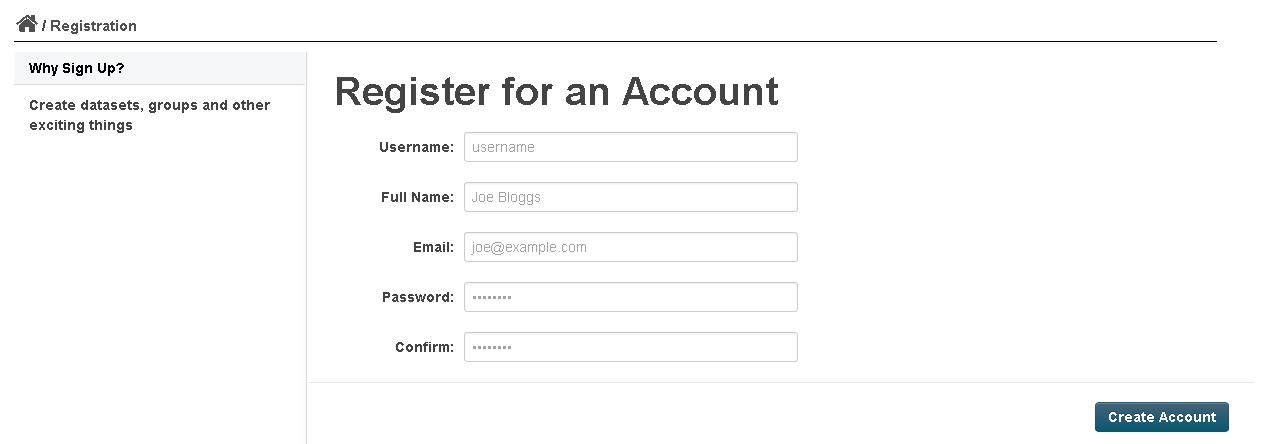 / Registration
Why Sign Up?
Create datasets, groups and other
exciting things
Register for an Account
Username: username
Full Name: Joe Bloggs
Email: joe@example.com
Password: ••••••••
Confirm: ••••••••
Create Account